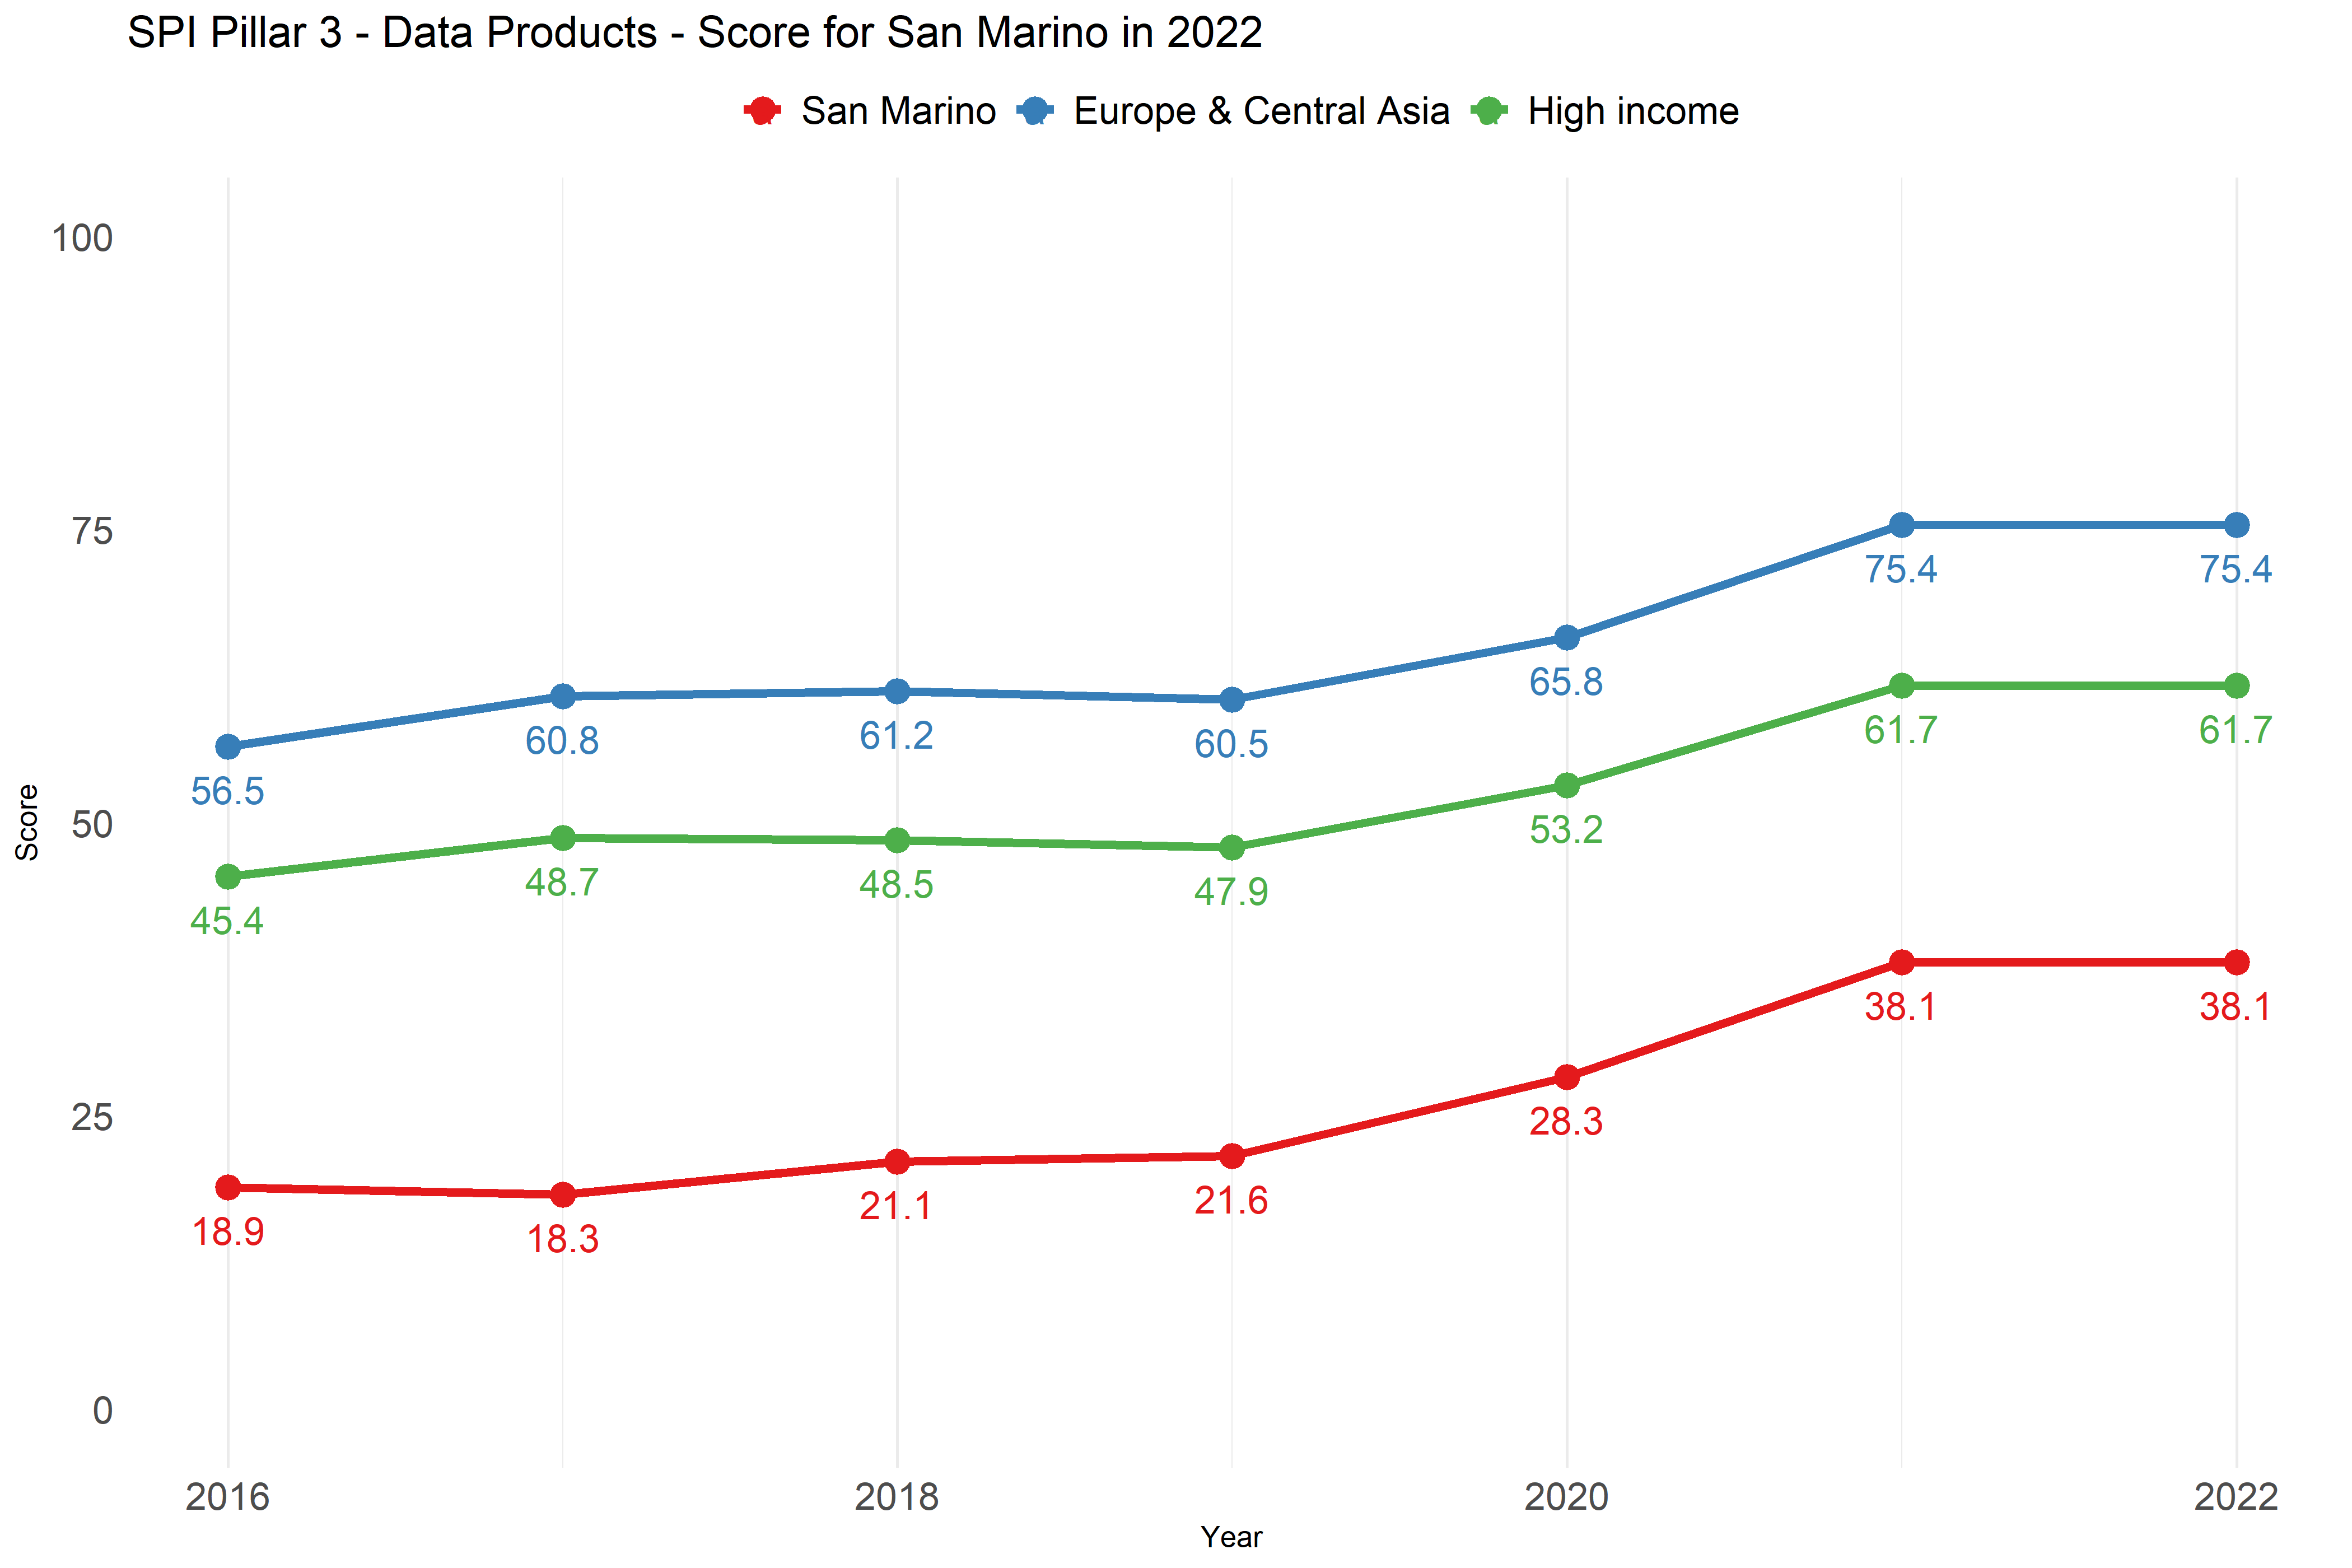 SPI Pillar 3 - Data Products - Score for San Marino in 2022
San Marino Europe & Central Asia High income
100
75
50
25
0
Score
56.5 60.8 61.2 60.5 65.8 75.4 75.4
45.4 48.7 48.5 47.9 53.2 61.7 61.7
18.9 18.3 21.1 21.6 28.3 38.1 38.1
2016 2018 2020 2022
Year